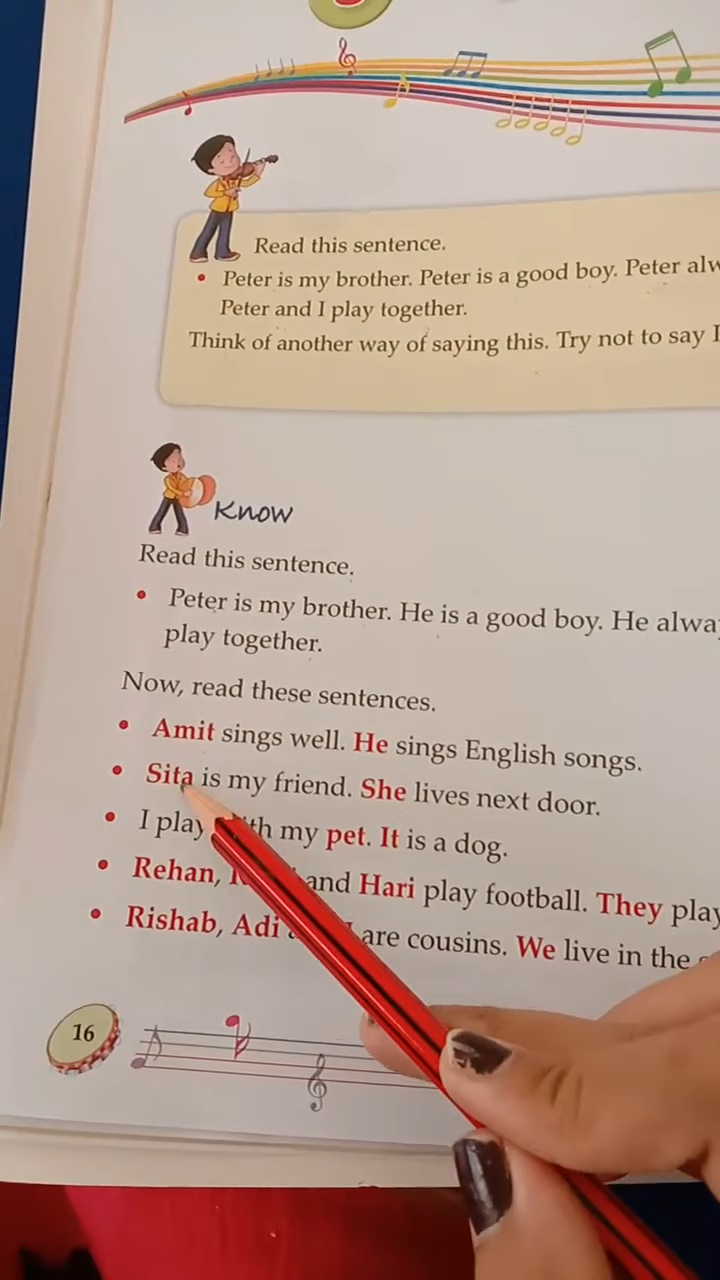 Read this sentence.
• Peter is my brother. Peter is a good boy. Peter
Peter and I play together.
Think of another way of saying this. Try not to say
Know
Read this sentence.
• Peter is my brother. He is a good boy. He
play together.
Now, read these sentences.
• Amit sings well. He sings English songs.
• Sita is my friend. She lives next door.
• I play my pet. It is a dog.
• Rehan, and Hari play football. They play
• Rishab, Adi are cousins. We live in the
16